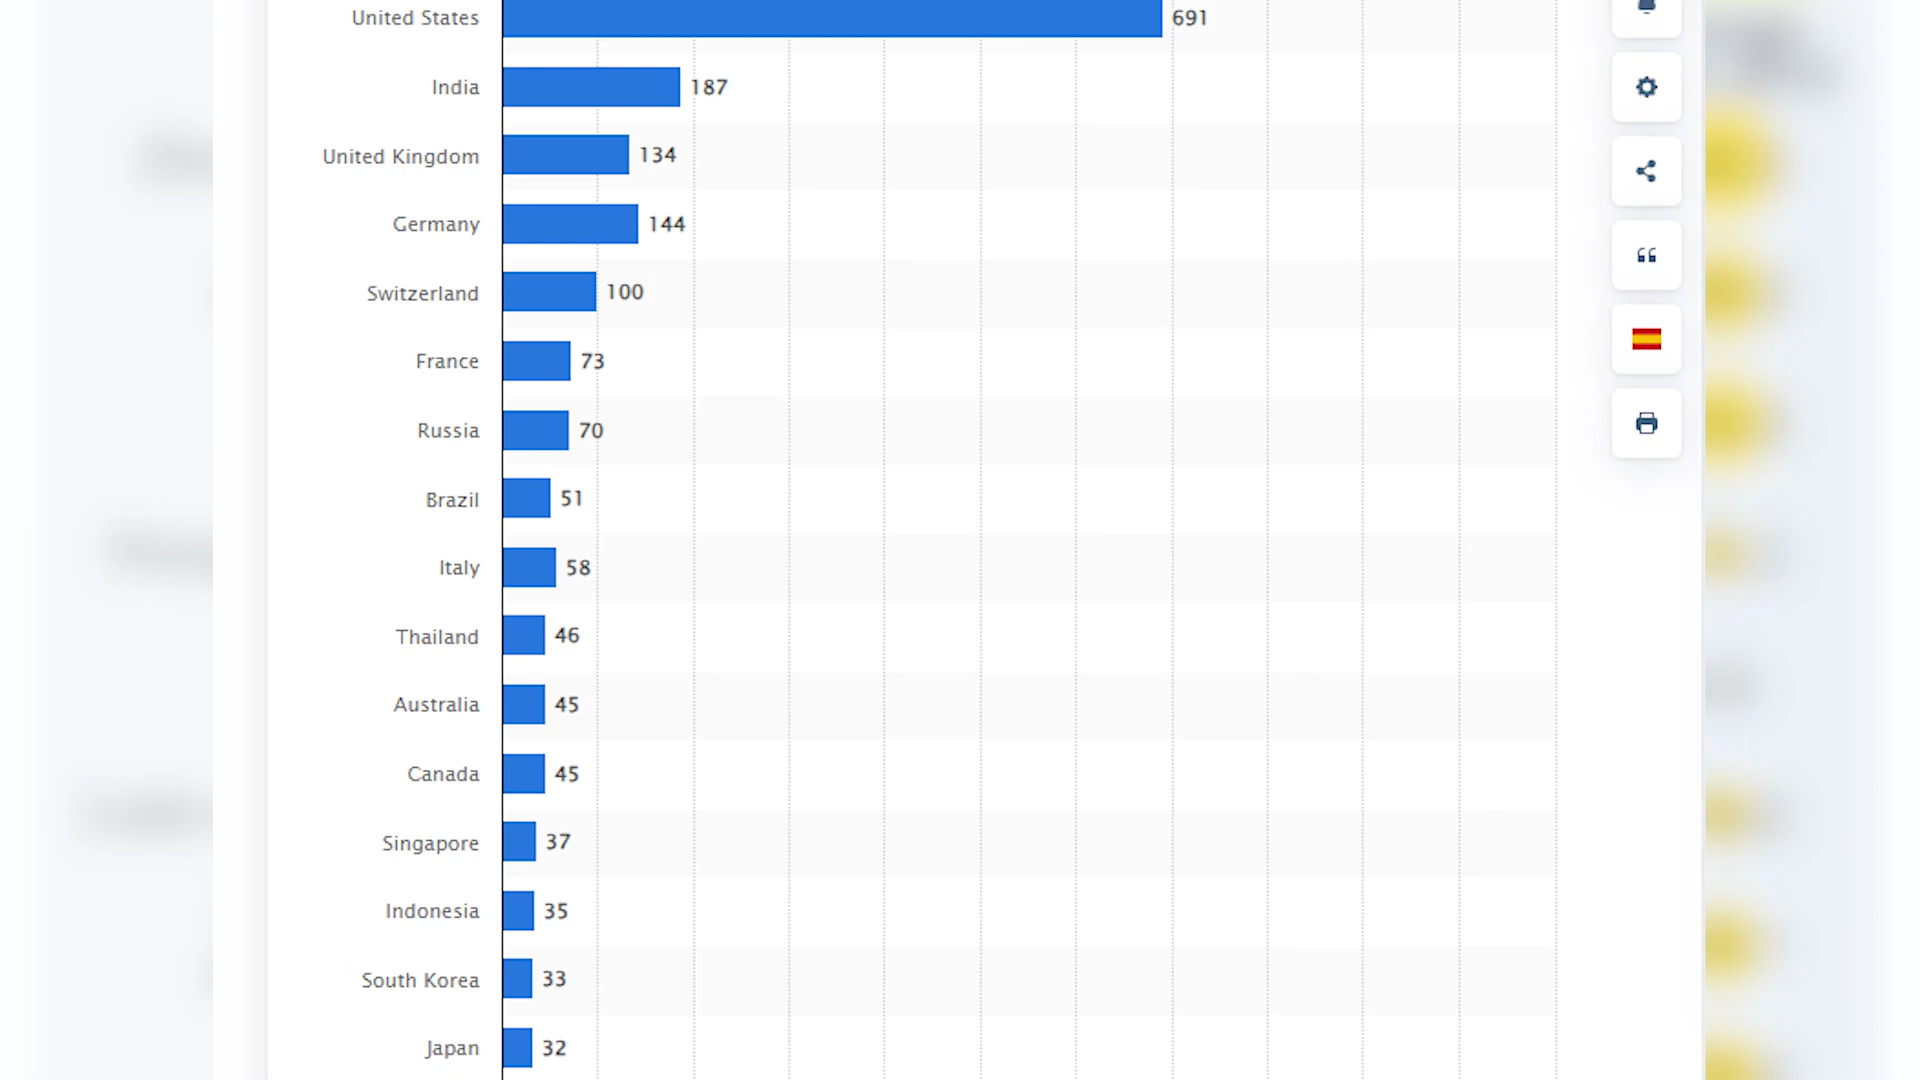 United States 691
India 187
United Kingdom 134
Germany 144
Switzerland 100
France 73
Russia 70
Brazil 51
Italy 58
Thailand 46
Australia 45
Canada 45
Singapore 37
Indonesia 35
South Korea 33
Japan 32